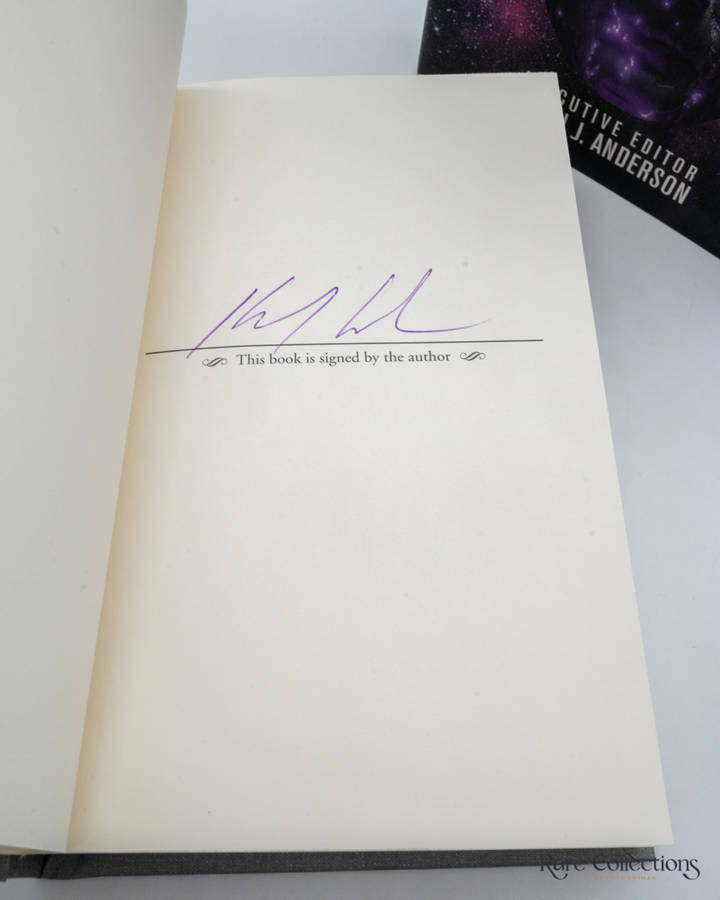 CUTIVE EDITOR
J. ANDERSON
This book is signed by the author
Rare Collections